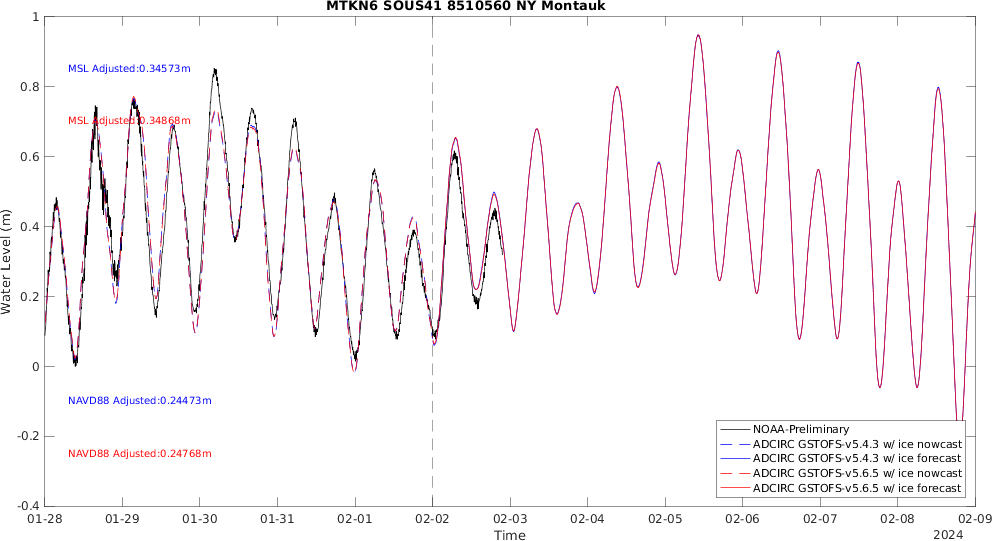 MTKN6 SOUS41 8510560 NY Montauk
1
0.8
0.6
0.4
0.2
0
-0.2
-0.4
Water Level (m)
MSL Adjusted:0.34573m
MSL Adjusted:0.34868m
NAVD88 Adjusted:0.24473m
NAVD88 Adjusted:0.24768m
NOAA-Preliminary
ADCIRC GSTOFS-v5.4.3 w/ ice nowcast
ADCIRC GSTOFS-v5.4.3 w/ ice forecast
ADCIRC GSTOFS-v5.6.5 w/ ice nowcast
ADCIRC GSTOFS-v5.6.5 w/ ice forecast
01-28 01-29 01-30 01-31 02-01 02-02 02-03 02-04 02-05 02-06 02-07 02-08 02-09
Time
2024